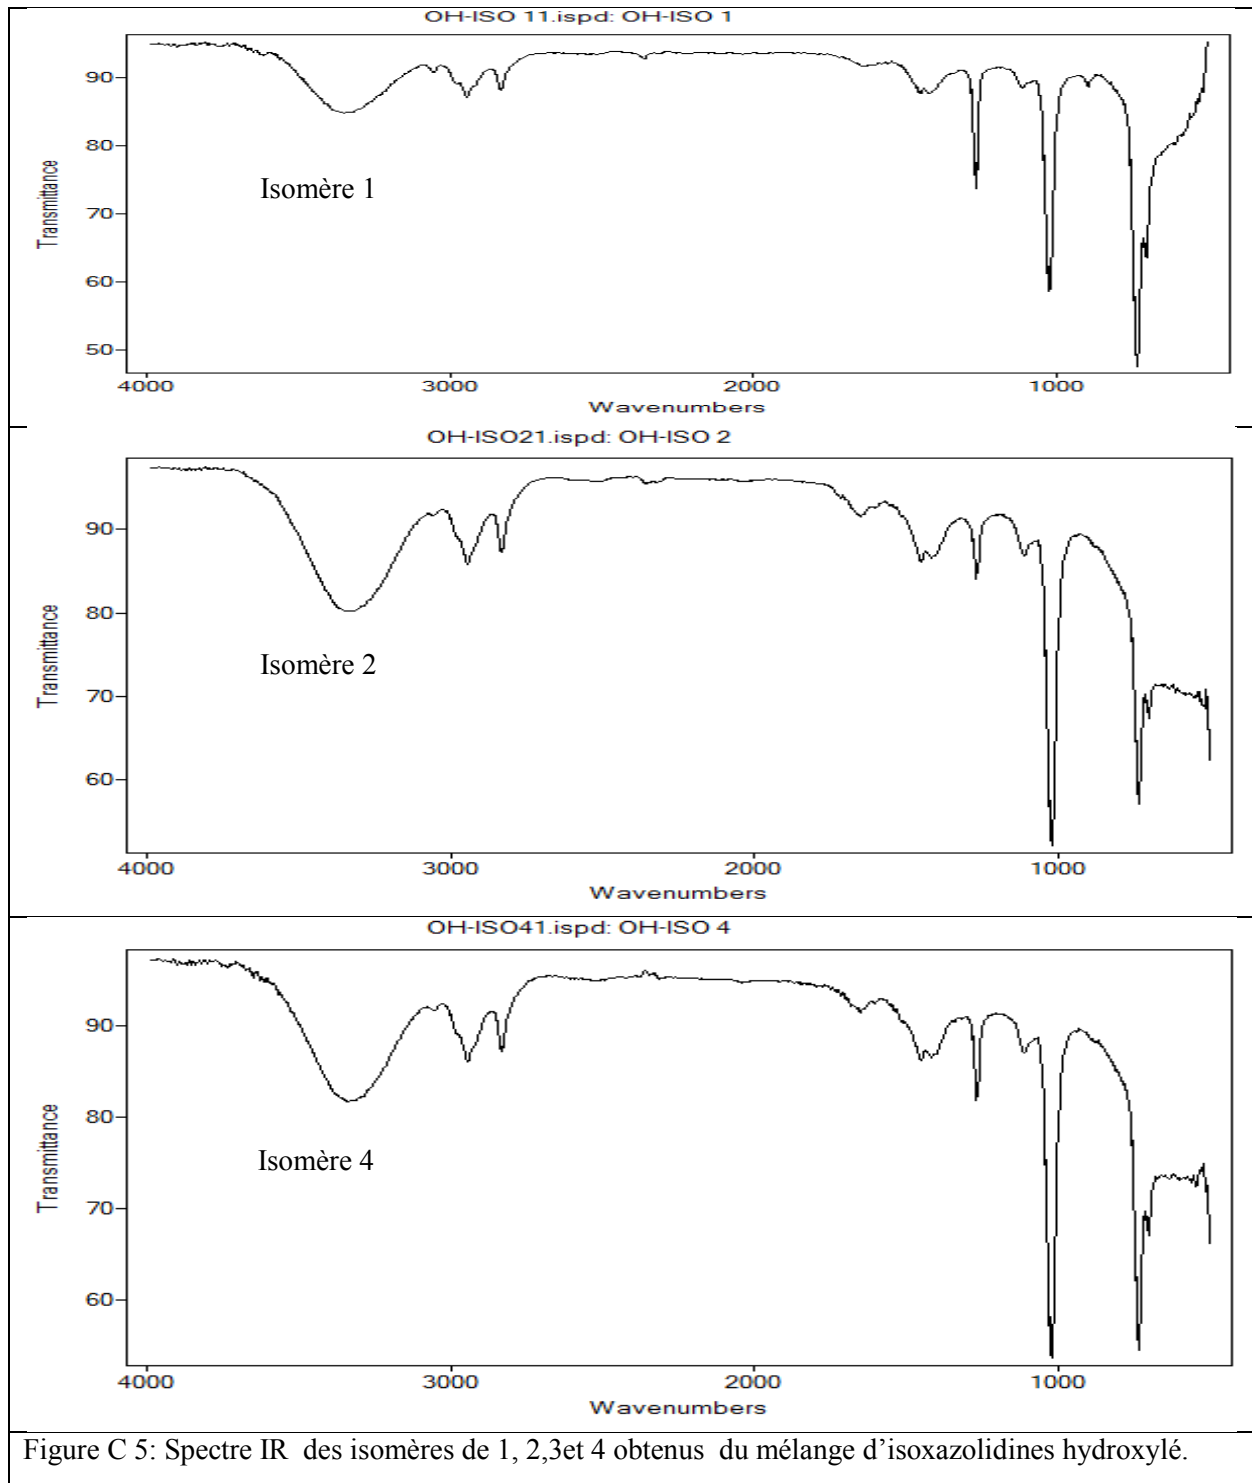 OH-ISO 11.ispd: OH-ISO 1
90
80
70
60
50
Transmittance
Isomère 1
4000 3000 2000 1000
Wavenumbers
OH-ISO21.ispd: OH-ISO 2
90
80
70
60
Transmittance
Isomère 2
4000 3000 2000 1000
Wavenumbers
OH-ISO41.ispd: OH-ISO 4
90
80
70
60
Transmittance
Isomère 4
4000 3000 2000 1000
Wavenumbers
Figure C 5: Spectre IR des isomères de 1, 2,3et 4 obtenus du mélange d’isoxazolidines hydroxylé.